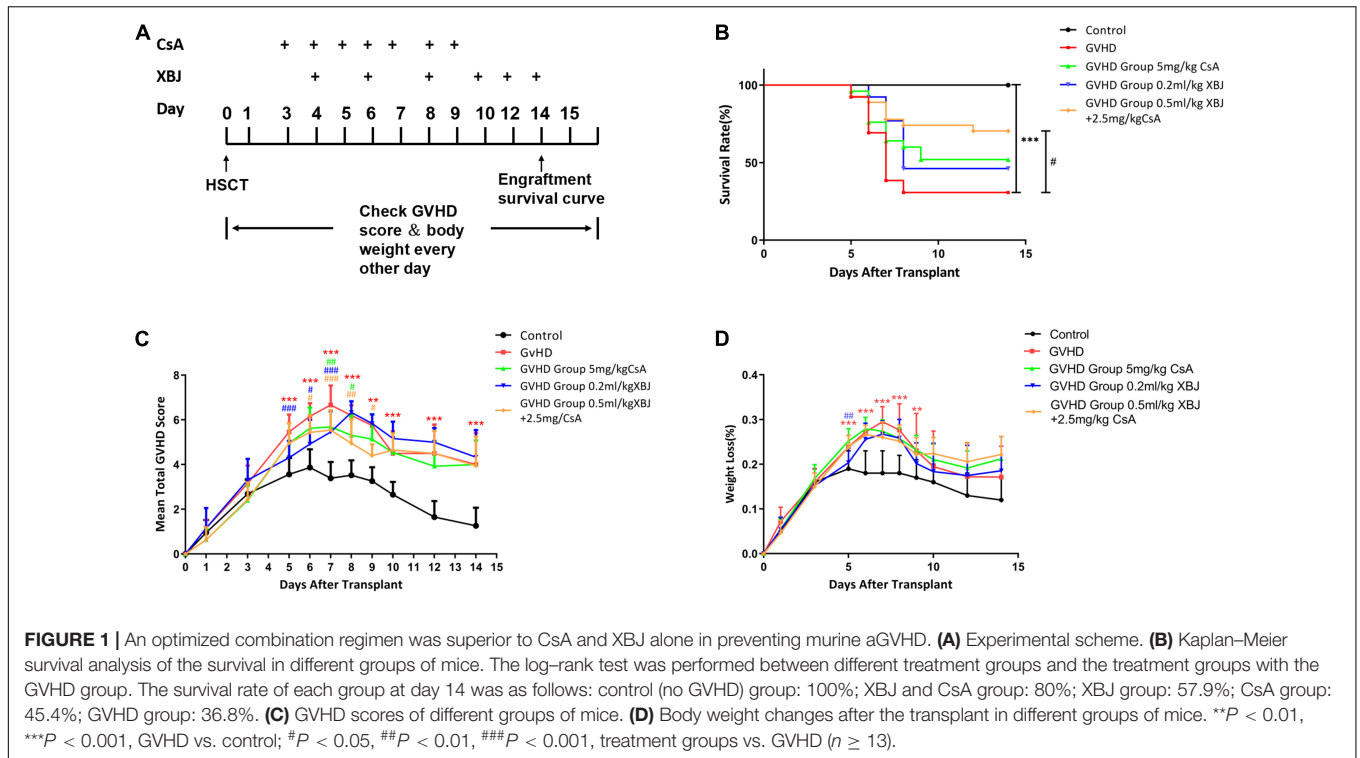 A
CsA + + + + + + +
XBJ + + + + + +
Day 0 1 3 4 5 6 7 8 9 10 12 14 15
HSCT
Engraftment
survival curve
Check GVHD
score & body
weight every
other day
B
Control
GVHD
GVHD Group 5mg/kg CsA
GVHD Group 0.2ml/kg XBJ
GVHD Group 0.5ml/kg XBJ
+2.5mg/kgCsA
Survival Rate(%)
100
50
0
0 5 10 15
Days After Transplant
***
#
C
Control
GvHD
GVHD Group 5mg/kgCsA
GVHD Group 0.2ml/kgXBJ
GVHD Group 0.5ml/kgXBJ
+2.5mg/CsA
Mean Total GVHD Score
8
6
4
2
0
*** *** *** *** ** *** *** ***
### # ## # #
# ### ##
###
0 1 2 3 4 5 6 7 8 9 10 11 12 13 14 15
Days After Transplant
D
Control
GVHD
GVHD Group 5mg/kg CsA
GVHD Group 0.2ml/kg XBJ
GVHD Group 0.5ml/kg XBJ
+2.5mg/kg CsA
Weight Loss(%)
0.4
0.3
0.2
0.1
0.0
##
*** *** *** *** **
0 5 10 15
Days After Transplant
FIGURE 1 | An optimized combination regimen was superior to CsA and XBJ alone in preventing murine aGVHD. (A) Experimental scheme. (B) Kaplan–Meier
survival analysis of the survival in different groups of mice. The log–rank test was performed between different treatment groups and the treatment groups with the
GVHD group. The survival rate of each group at day 14 was as follows: control (no GVHD) group: 100%; XBJ and CsA group: 80%; XBJ group: 57.9%; CsA group:
45.4%; GVHD group: 36.8%. (C) GVHD scores of different groups of mice. (D) Body weight changes after the transplant in different groups of mice. **P < 0.01,
***P < 0.001, GVHD vs. control; #P < 0.05, ##P < 0.01, ###P < 0.001, treatment groups vs. GVHD (n ≥ 13).